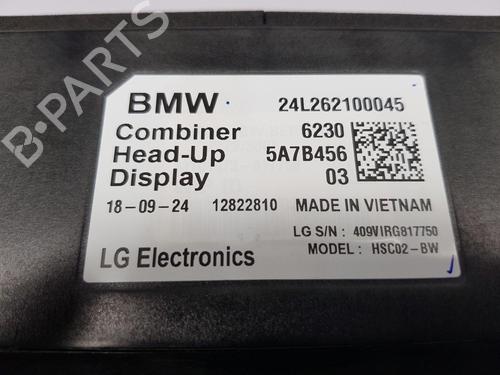 BMW 24L262100045
Combiner 6230
Head-Up 5A7B456
Display 03
18-09-24 12822810 MADE IN VIETNAM
LG S/N : 409VIRG817750
LG Electronics MODEL : HSC02-BW
B-PARTS